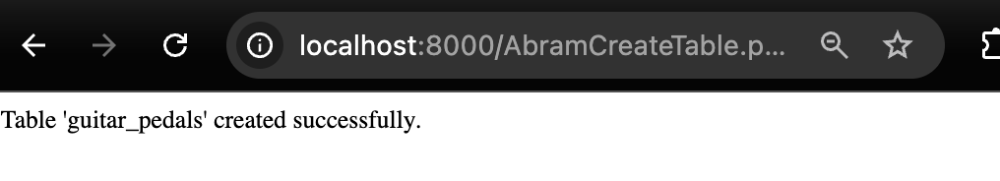 localhost:8000/AbramCreateTable.p...
Table 'guitar_pedals' created successfully.